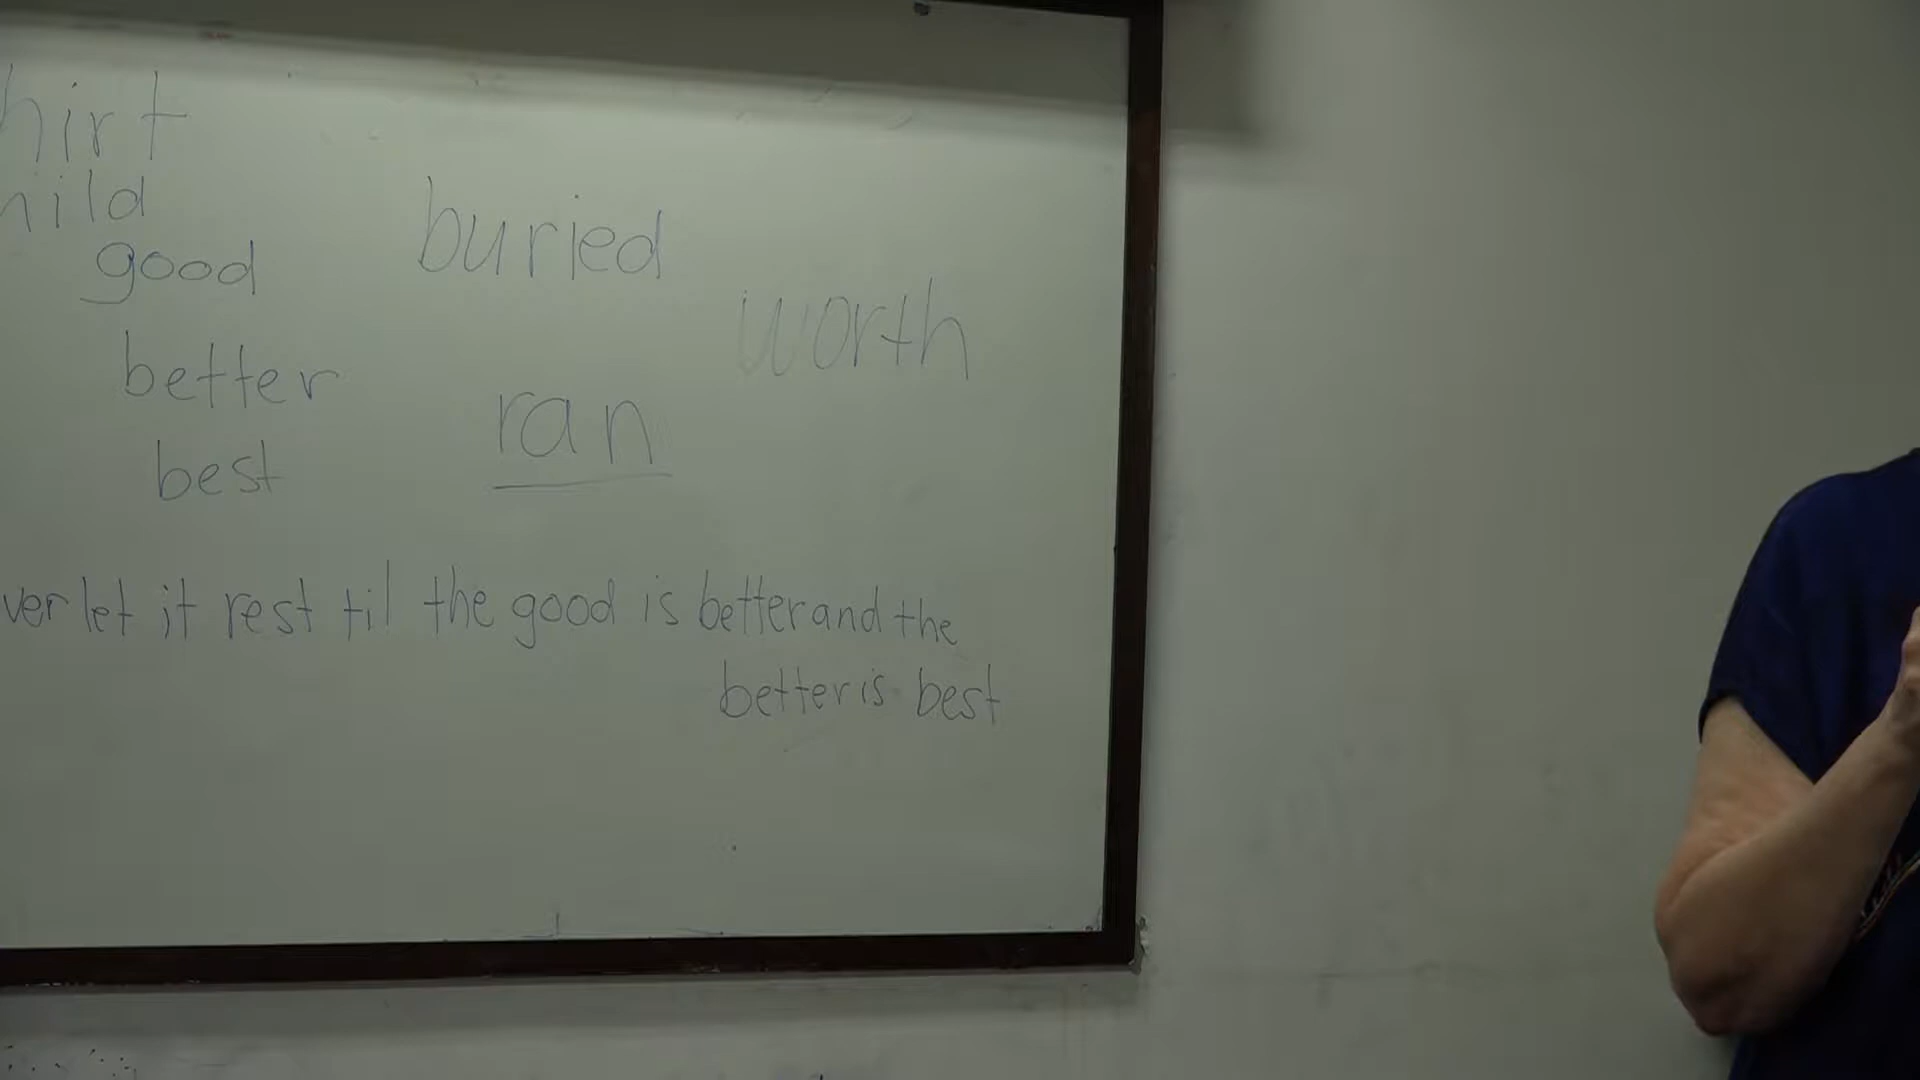 hirt
hild
good
buried
worth
better
ran
best
ver let it rest til the good is better and the
better is best